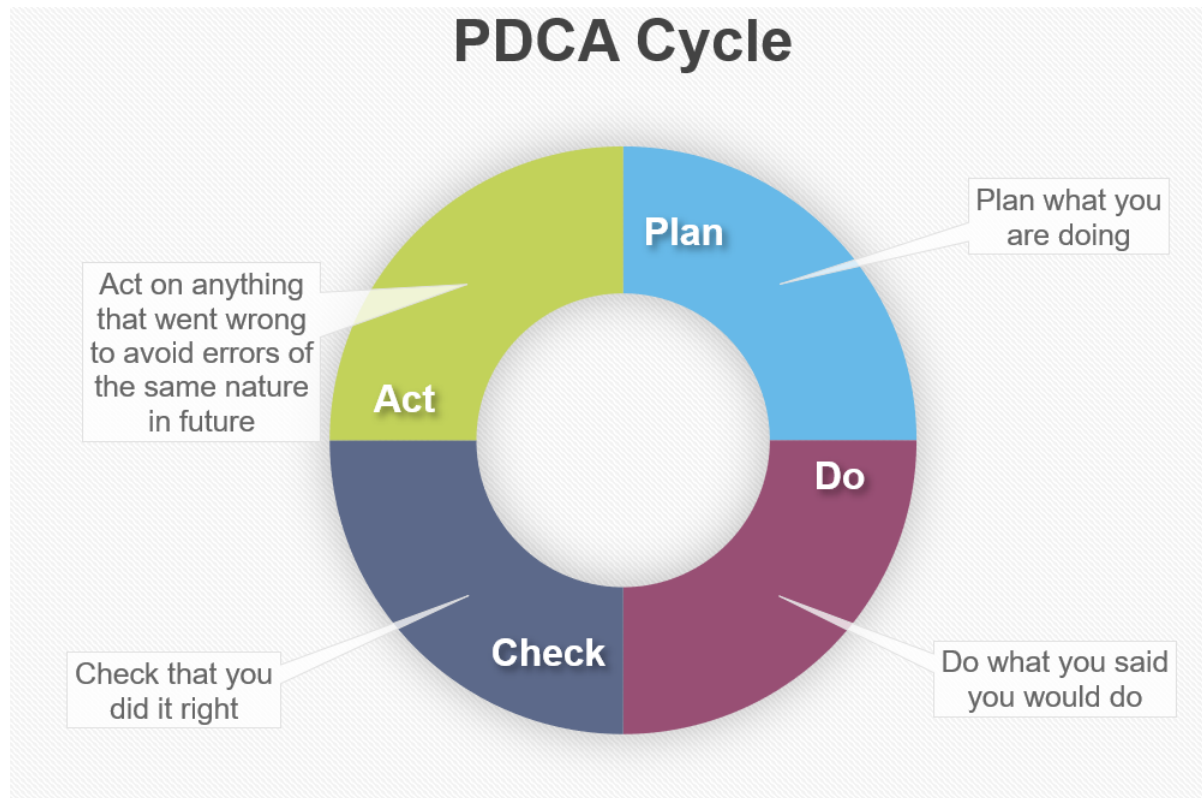 PDCA Cycle
Plan
Plan what you
are doing
Do
Do what you said
you would do
Check
Check that you
did it right
Act
Act on anything
that went wrong
to avoid errors of
the same nature
in future